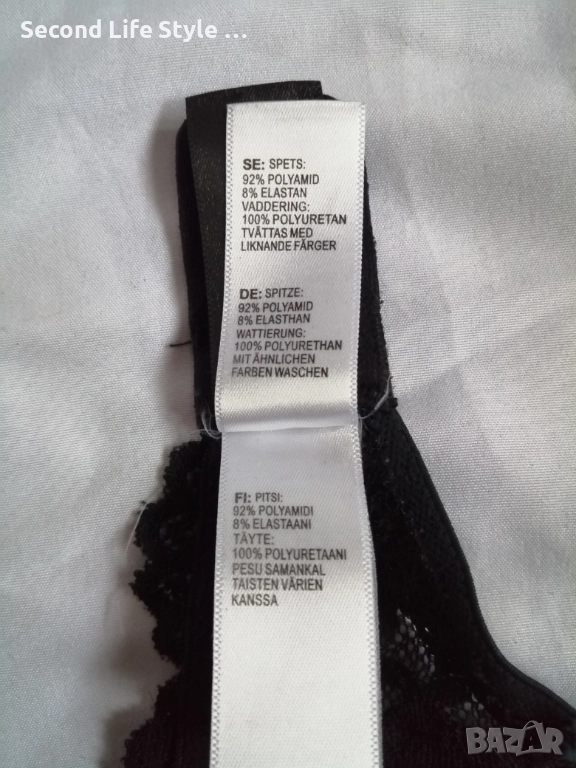 Second Life Style ...
SE: SPETS:
92% POLYAMID
8% ELASTAN
VADDERING:
100% POLYURETAN
TVÄTTAS MED
LIKNANDE FÄRGER
DE: SPITZE:
92% POLYAMID
8% ELASTHAN
WATTIERUNG:
100% POLYURETHAN
MIT ÄHNLICHEN
FARBEN WASCHEN
FI: PITSI:
92% POLYAMIDI
8% ELASTAANI
TÄYTE:
100% POLYURETAANI
PESU SAMANKAL
TAISTEN VÄRIEN
KANSSA
BAZAR